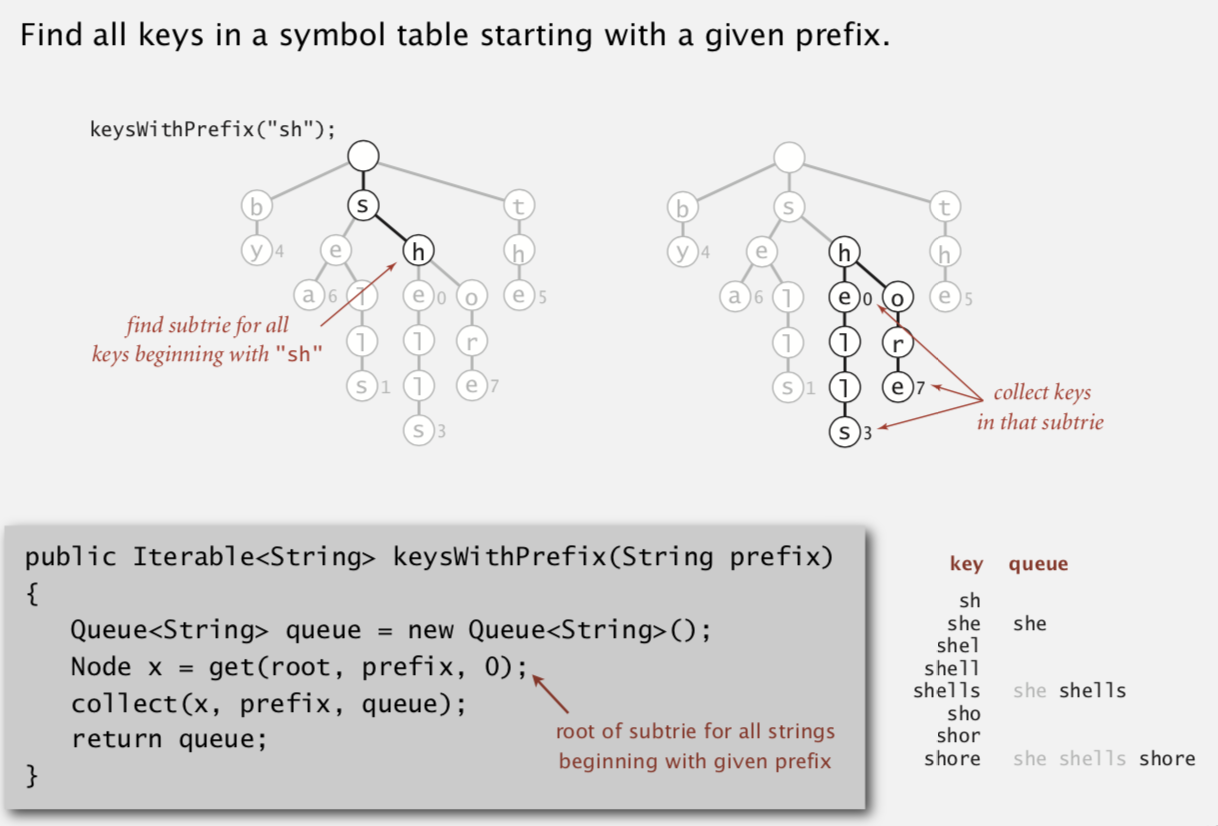 Find all keys in a symbol table starting with a given prefix.
keysWithPrefix("sh");
b s t
y 4 e h h
a 6 l e 0 o e 5
l l r
s 1 l e 7
s 3
find subtrie for all
keys beginning with "sh"
b s t
y 4 e h h
a 6 l e 0 o e 5
l l r
s 1 l e 7
s 3
collect keys
in that subtrie
public Iterable<String> keysWithPrefix(String prefix)
{
Queue<String> queue = new Queue<String>();
Node x = get(root, prefix, 0);
collect(x, prefix, queue);
return queue;
}
root of subtrie for all strings
beginning with given prefix
key queue
sh
she she
shel
shell
shells she shells
sho
shor
shore she shells shore